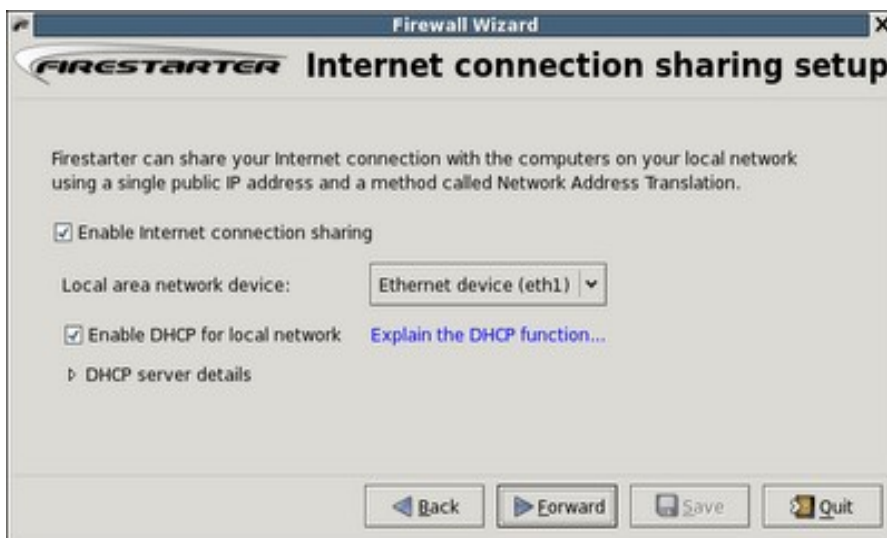 Firewall Wizard
FIRESTARTER Internet connection sharing setup
Firestarter can share your Internet connection with the computers on your local network
using a single public IP address and a method called Network Address Translation.
Enable Internet connection sharing
Local area network device: Ethernet device (eth1)
Enable DHCP for local network Explain the DHCP function...
DHCP server details
Back Forward Save Quit